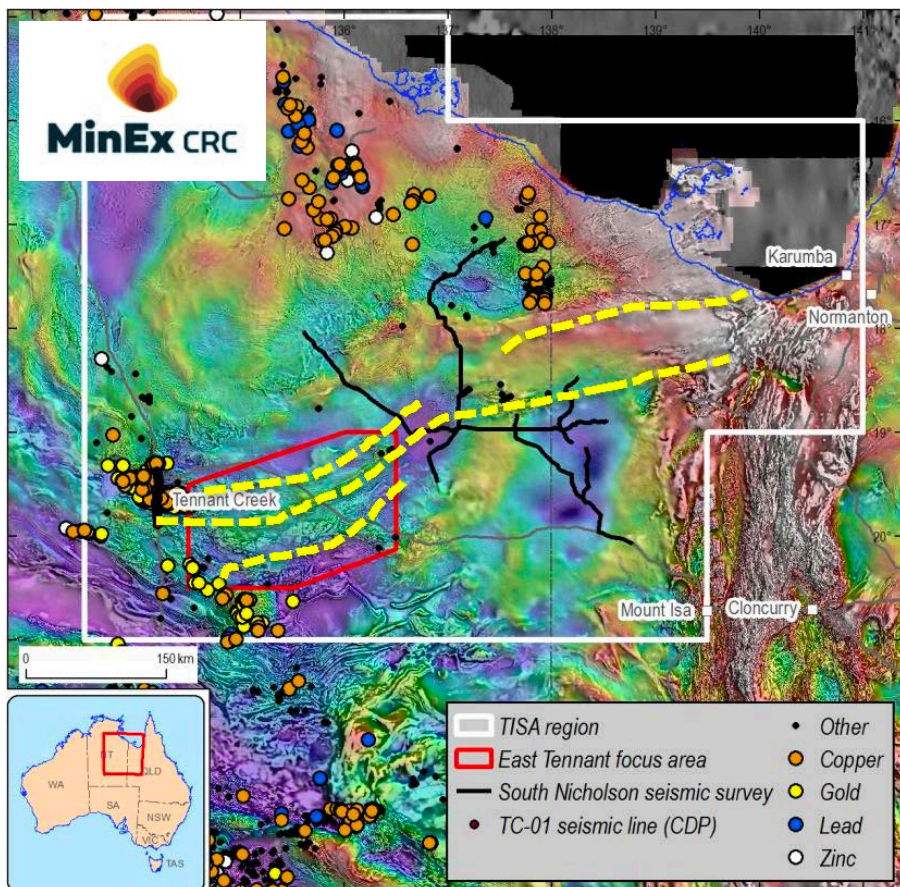 136° 137° 138° 139° 140° 141°
MinEx CRC
16°
17°
Karumba
Normanton
18°
19°
Tennant Creek
20°
Mount Isa
Cloncurry
0 150 km
NT
QLD
WA
SA
NSW
VIC
TAS
TISA region
East Tennant focus area
South Nicholson seismic survey
TC-01 seismic line (CDP)
Other
Copper
Gold
Lead
Zinc